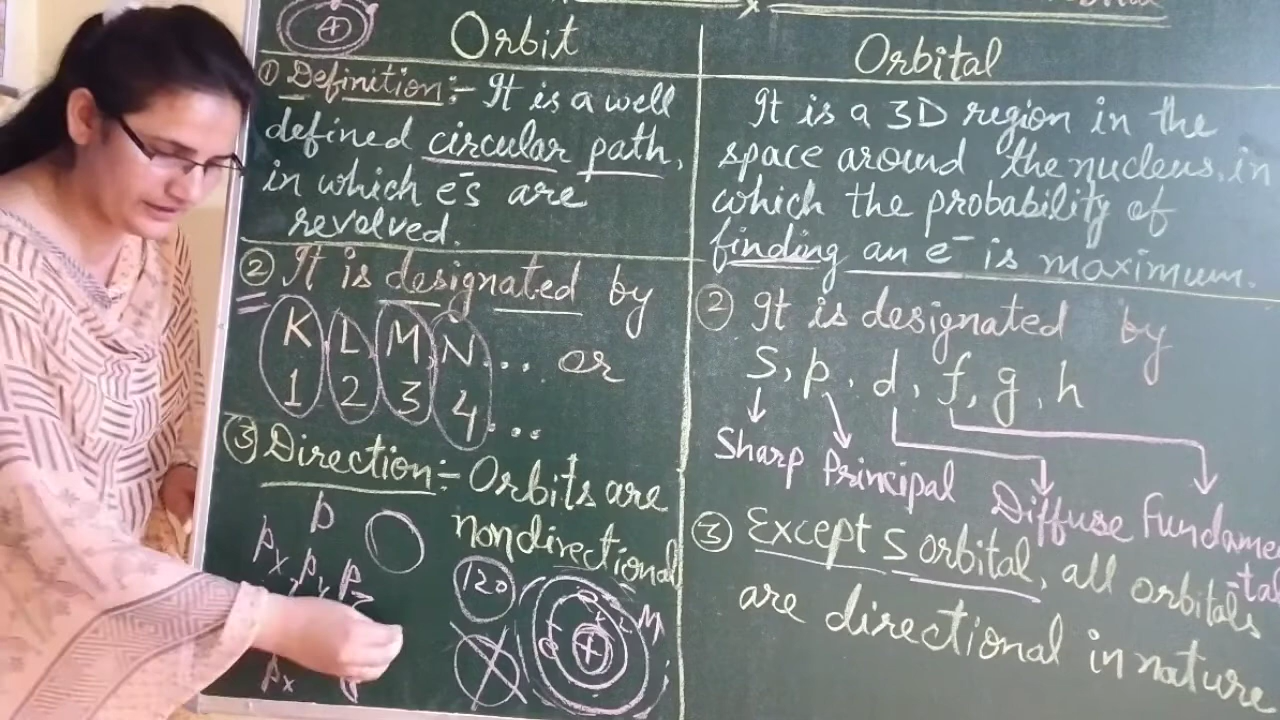 +
Orbit
① Definition:- It is a well
defined circular path,
in which e⁻s are
revolved.
② It is designated by
K L M N ... or
1 2 3 4 ...
③ Direction:- Orbits are
nondirectional
p
px py pz
px
120
+
M
Orbital
It is a 3D region in the
space around the nucleus, in
which the probability of
finding an e⁻ is maximum.
② It is designated by
s, p, d, f, g, h
Sharp Principal Diffuse Fundamental
③ Except s orbital, all orbitals
are directional in nature